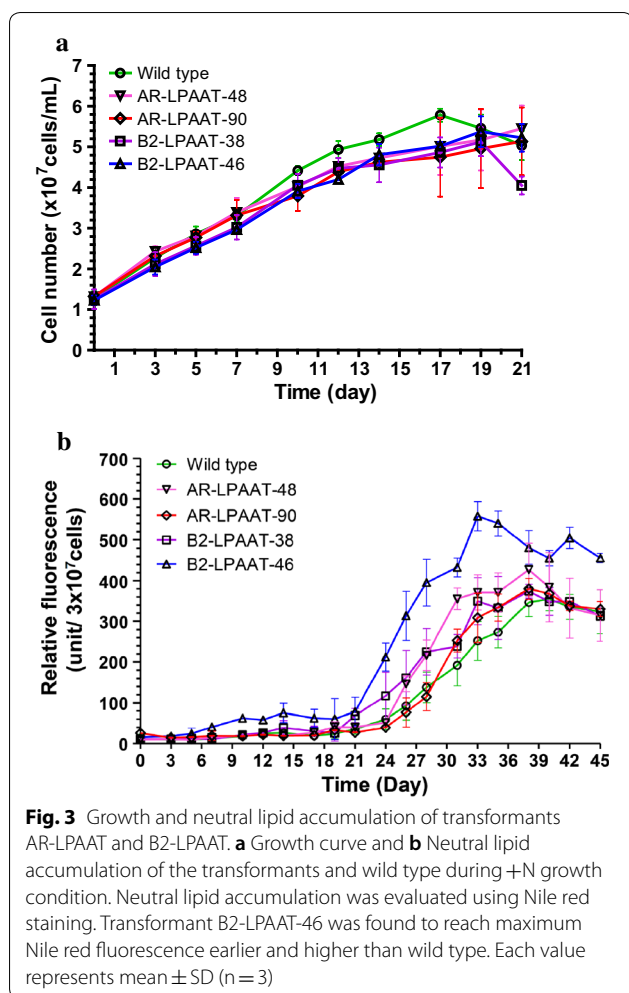 a
Wild type
AR-LPAAT-48
AR-LPAAT-90
B2-LPAAT-38
B2-LPAAT-46
Cell number (x10⁷cells/mL)
7
6
5
4
3
2
1
0
1 3 5 7 10 12 14 17 19 21
Time (day)
b
Wild type
AR-LPAAT-48
AR-LPAAT-90
B2-LPAAT-38
B2-LPAAT-46
Relative fluorescence
(unit/ 3x10⁷cells)
700
600
500
400
300
200
100
0
0 3 6 9 12 15 18 21 24 27 30 33 36 39 42 45
Time (Day)
Fig. 3 Growth and neutral lipid accumulation of transformants
AR-LPAAT and B2-LPAAT. a Growth curve and b Neutral lipid
accumulation of the transformants and wild type during +N growth
condition. Neutral lipid accumulation was evaluated using Nile red
staining. Transformant B2-LPAAT-46 was found to reach maximum
Nile red fluorescence earlier and higher than wild type. Each value
represents mean ± SD (n = 3)